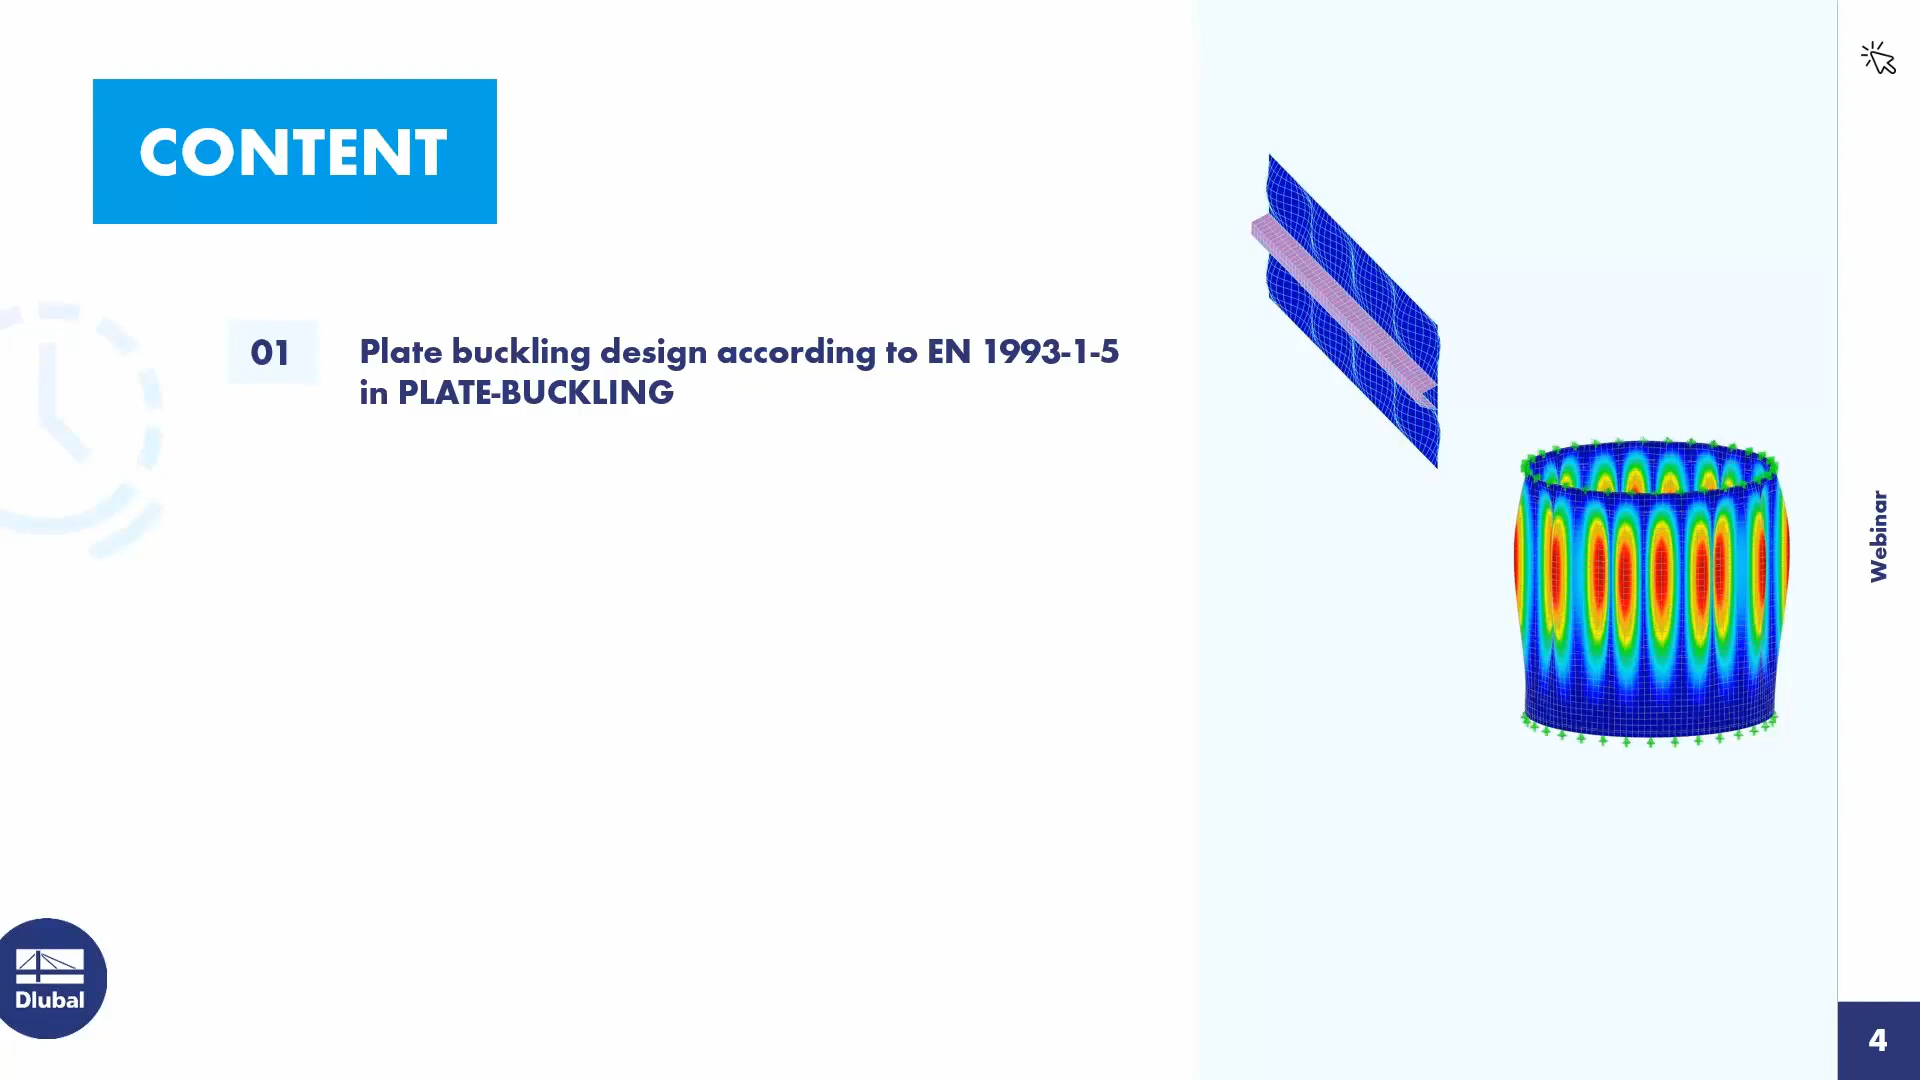 CONTENT
01
Plate buckling design according to EN 1993-1-5
in PLATE-BUCKLING
Webinar
Dlubal
4